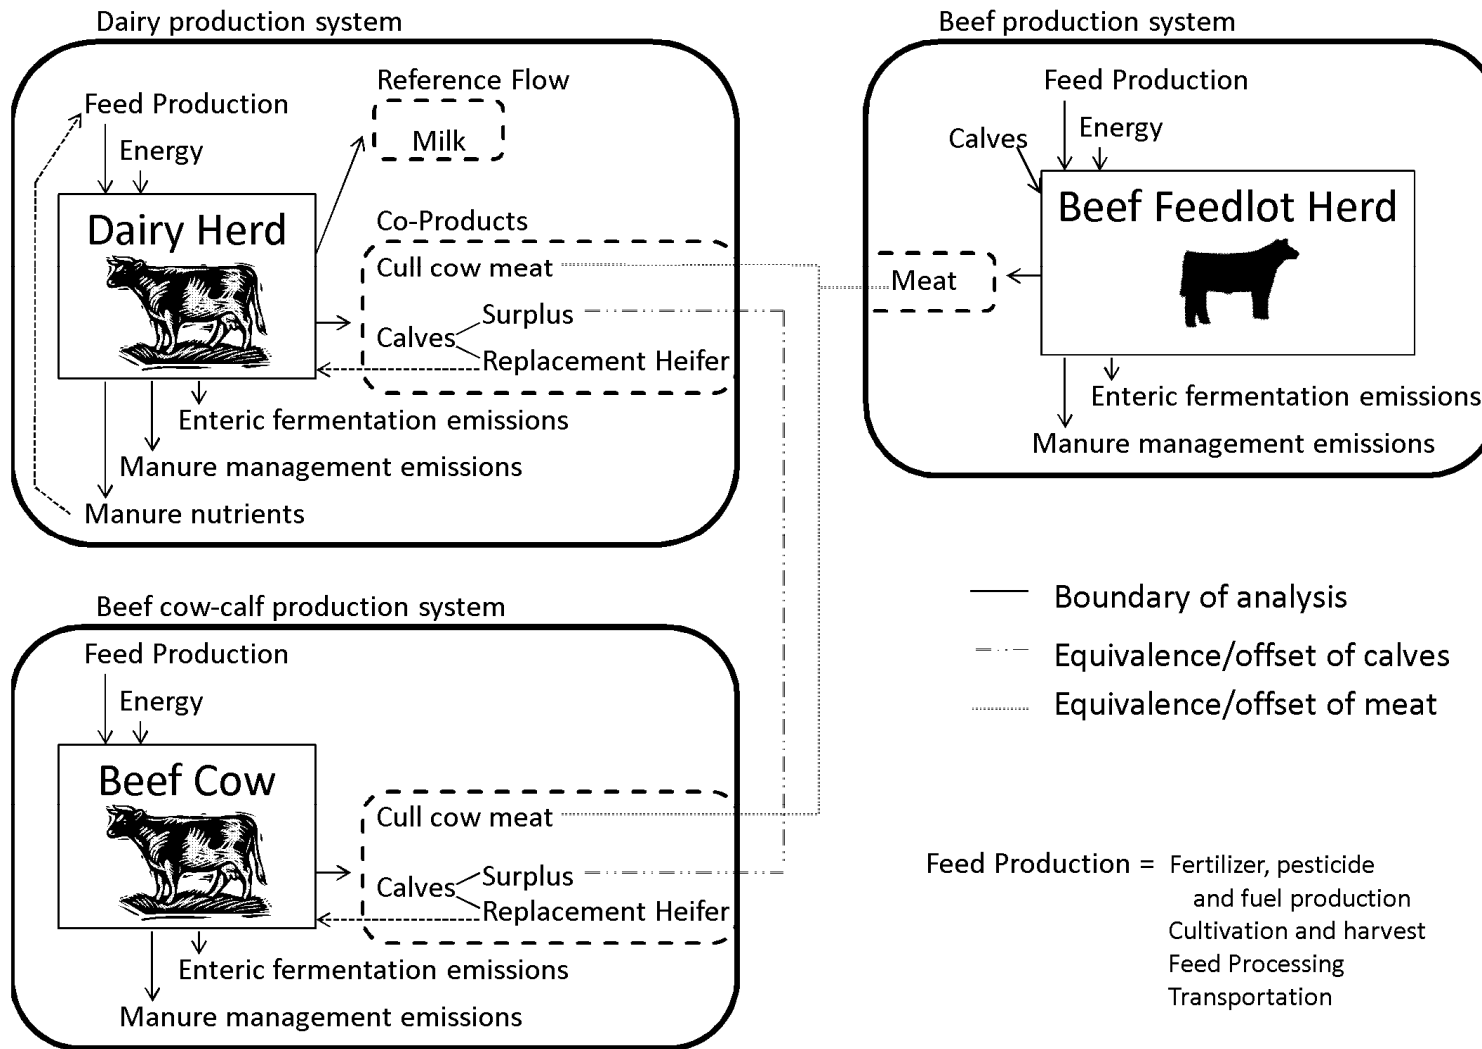 Dairy production system
Reference Flow
Feed Production
Milk
Energy
Dairy Herd
Co-Products
Cull cow meat
Surplus
Calves
Replacement Heifer
Enteric fermentation emissions
Manure management emissions
Manure nutrients
Beef production system
Feed Production
Energy
Calves
Beef Feedlot Herd
Meat
Enteric fermentation emissions
Manure management emissions
Beef cow-calf production system
Feed Production
Energy
Beef Cow
Cull cow meat
Surplus
Calves
Replacement Heifer
Enteric fermentation emissions
Manure management emissions
Boundary of analysis
Equivalence/offset of calves
Equivalence/offset of meat
Feed Production = Fertilizer, pesticide
and fuel production
Cultivation and harvest
Feed Processing
Transportation